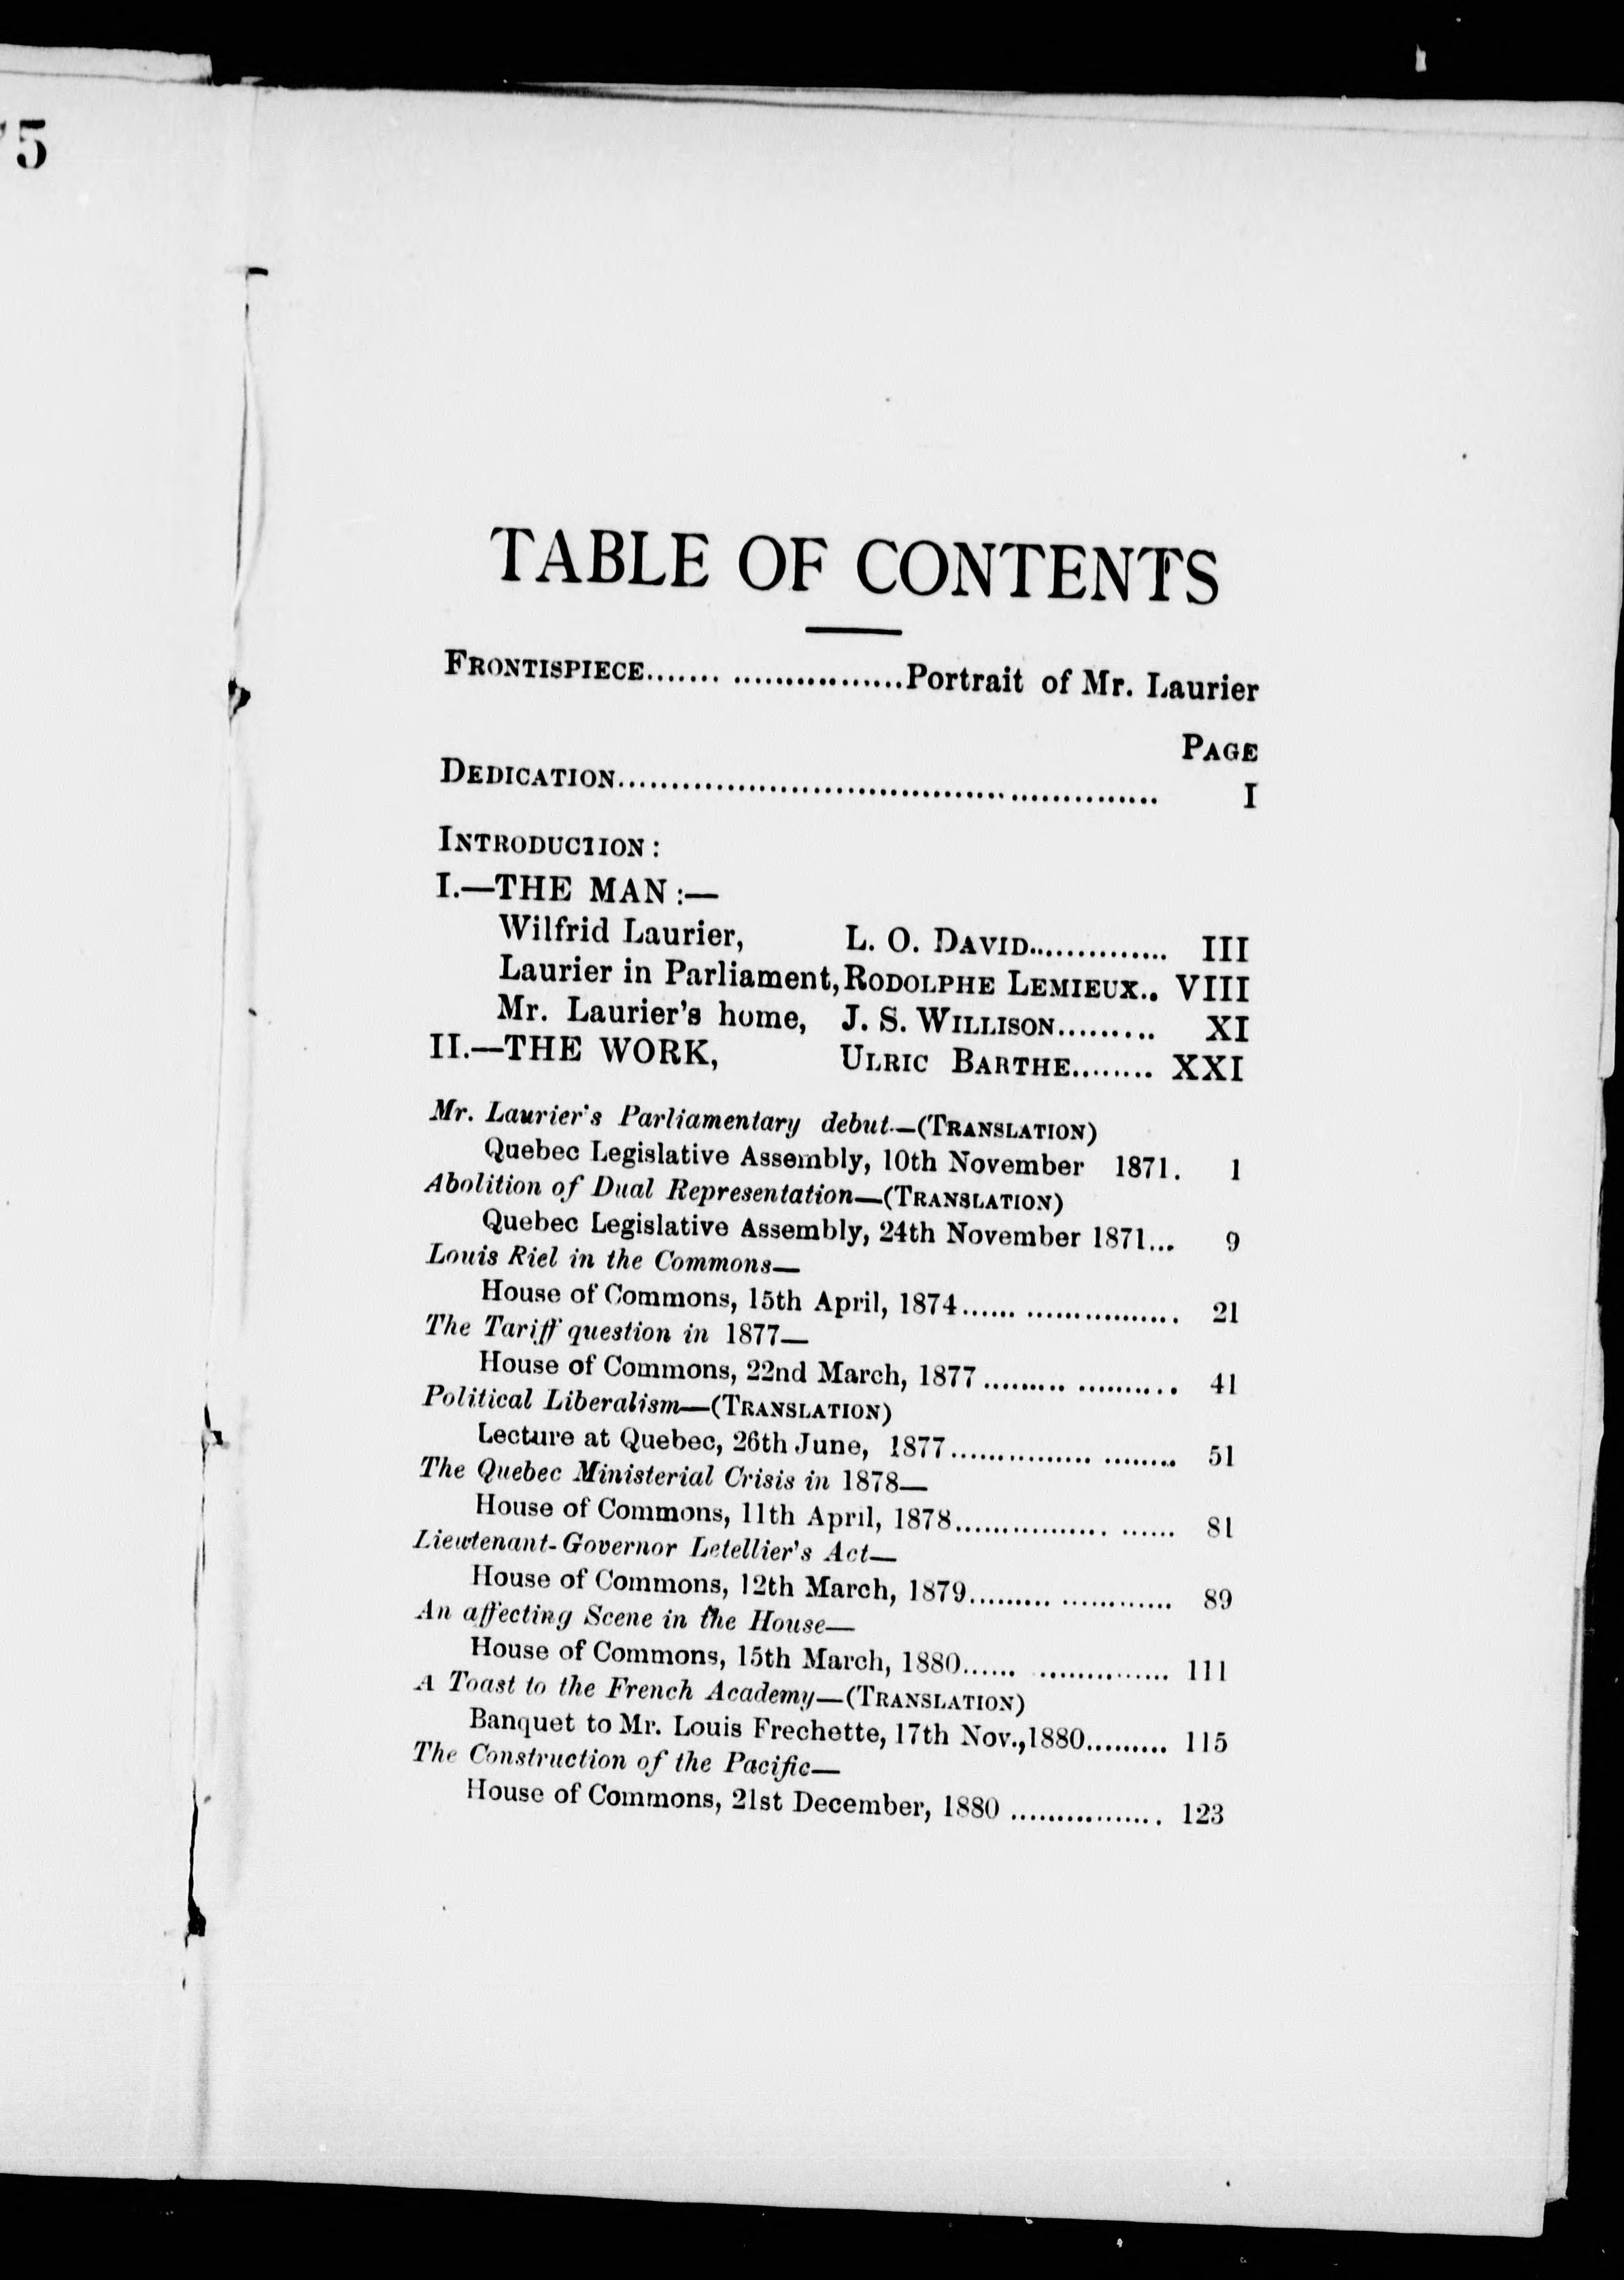 5
TABLE OF CONTENTS
FRONTISPIECE....... .................Portrait of Mr. Laurier
PAGE
DEDICATION.................................................... I
INTRODUCTION :
I.—THE MAN :—
Wilfrid Laurier, L. O. DAVID.............. III
Laurier in Parliament, RODOLPHE LEMIEUX.. VIII
Mr. Laurier's home, J. S. WILLISON......... XI
II.—THE WORK, ULRIC BARTHE........ XXI
Mr. Laurier's Parliamentary debut.—(TRANSLATION)
Quebec Legislative Assembly, 10th November 1871. 1
Abolition of Dual Representation—(TRANSLATION)
Quebec Legislative Assembly, 24th November 1871... 9
Louis Riel in the Commons—
House of Commons, 15th April, 1874...... ................. 21
The Tariff question in 1877—
House of Commons, 22nd March, 1877 ......... .......... 41
Political Liberalism—(TRANSLATION)
Lecture at Quebec, 26th June, 1877............... ........ 51
The Quebec Ministerial Crisis in 1878—
House of Commons, 11th April, 1878................ ...... 81
Lieutenant-Governor Letellier's Act—
House of Commons, 12th March, 1879......... ............ 89
An affecting Scene in the House—
House of Commons, 15th March, 1880...... .............. 111
A Toast to the French Academy—(TRANSLATION)
Banquet to Mr. Louis Frechette, 17th Nov.,1880......... 115
The Construction of the Pacific—
House of Commons, 21st December, 1880 ................ 123